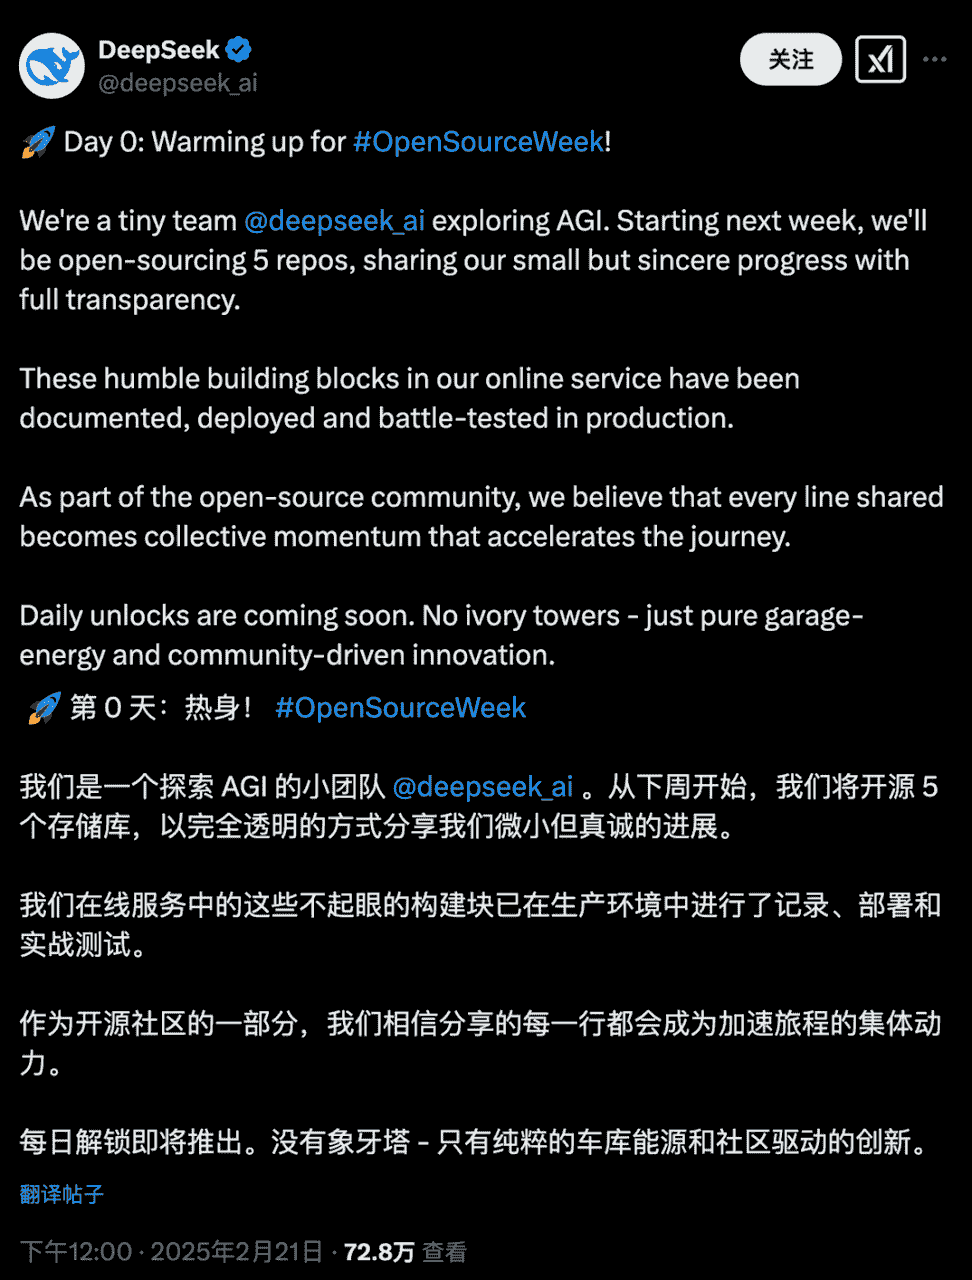 DeepSeek
@deepseek_ai
关注
🚀 Day 0: Warming up for #OpenSourceWeek!
We're a tiny team @deepseek_ai exploring AGI. Starting next week, we'll
be open-sourcing 5 repos, sharing our small but sincere progress with
full transparency.
These humble building blocks in our online service have been
documented, deployed and battle-tested in production.
As part of the open-source community, we believe that every line shared
becomes collective momentum that accelerates the journey.
Daily unlocks are coming soon. No ivory towers - just pure garage-
energy and community-driven innovation.
🚀 第 0 天：热身！ #OpenSourceWeek
我们是一个探索 AGI 的小团队 @deepseek_ai 。从下周开始，我们将开源 5
个存储库，以完全透明的方式分享我们微小但真诚的进展。
我们在线服务中的这些不起眼的构建块已在生产环境中进行了记录、部署和
实战测试。
作为开源社区的一部分，我们相信分享的每一行都会成为加速旅程的集体动
力。
每日解锁即将推出。没有象牙塔 - 只有纯粹的车库能源和社区驱动的创新。
翻译帖子
下午12:00 · 2025年2月21日 · 72.8万 查看